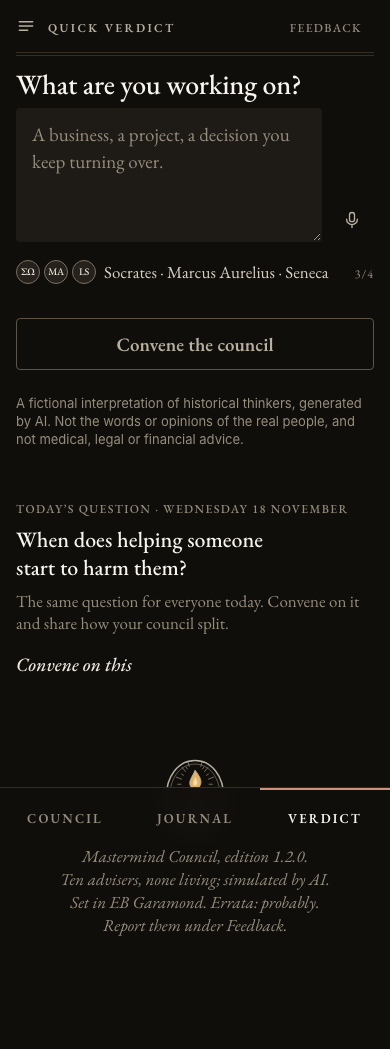 QUICK VERDICT
FEEDBACK
What are you working on?
A business, a project, a decision you
keep turning over.
ΣΩ MA LS Socrates · Marcus Aurelius · Seneca 3/4
Convene the council
A fictional interpretation of historical thinkers, generated
by AI. Not the words or opinions of the real people, and
not medical, legal or financial advice.
TODAY'S QUESTION · WEDNESDAY 18 NOVEMBER
When does helping someone
start to harm them?
The same question for everyone today. Convene on it
and share how your council split.
Convene on this
COUNCIL JOURNAL VERDICT
Mastermind Council, edition 1.2.0.
Ten advisers, none living; simulated by AI.
Set in EB Garamond. Errata: probably.
Report them under Feedback.